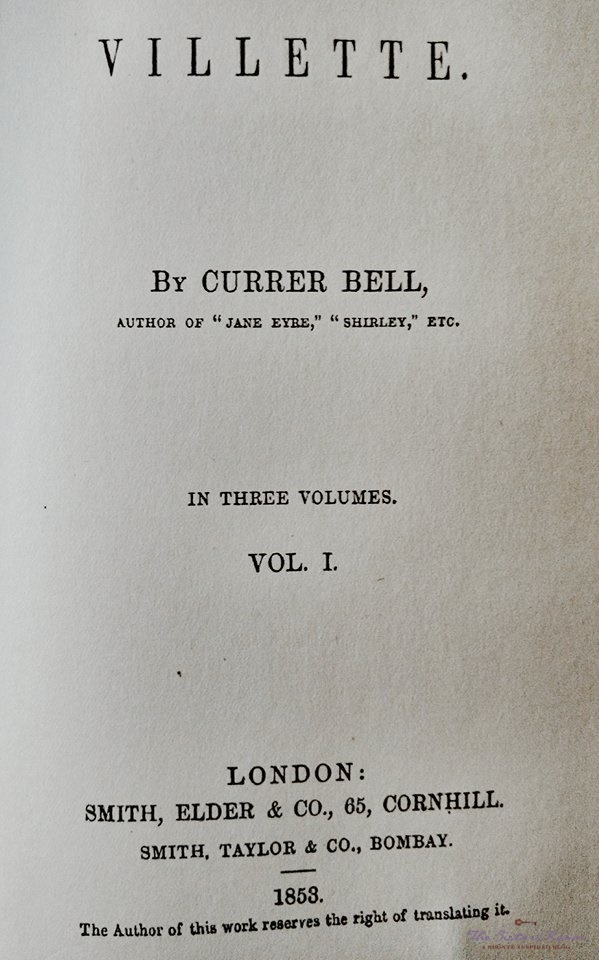 VILLETTE.
By CURRER BELL,
AUTHOR OF “JANE EYRE,” “SHIRLEY,” ETC.
IN THREE VOLUMES.
VOL. I.
LONDON:
SMITH, ELDER & CO., 65, CORNHILL.
SMITH, TAYLOR & CO., BOMBAY.
1853.
The Author of this work reserves the right of translating it.